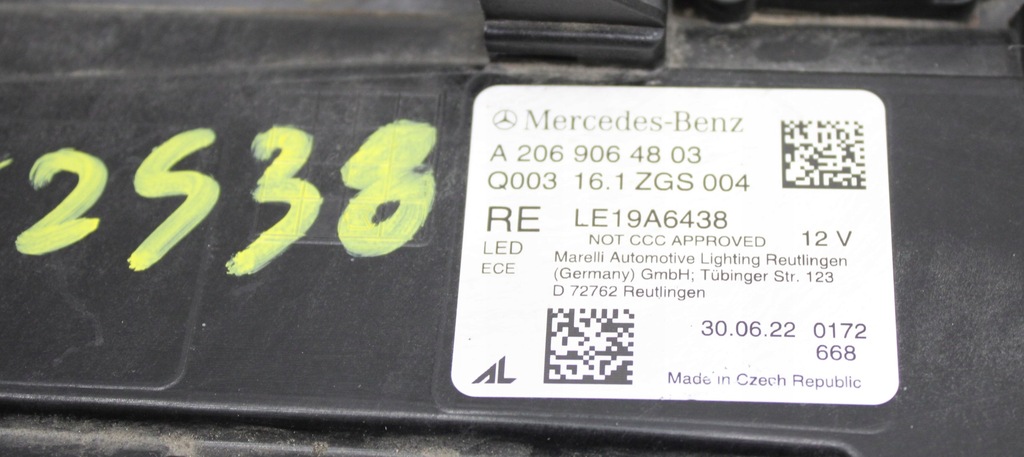 2938
Mercedes-Benz
A 206 906 48 03
Q003 16.1 ZGS 004
RE LE19A6438
LED NOT CCC APPROVED 12 V
ECE Marelli Automotive Lighting Reutlingen
(Germany) GmbH; Tübinger Str. 123
D 72762 Reutlingen
30.06.22 0172
668
AL
Made in Czech Republic